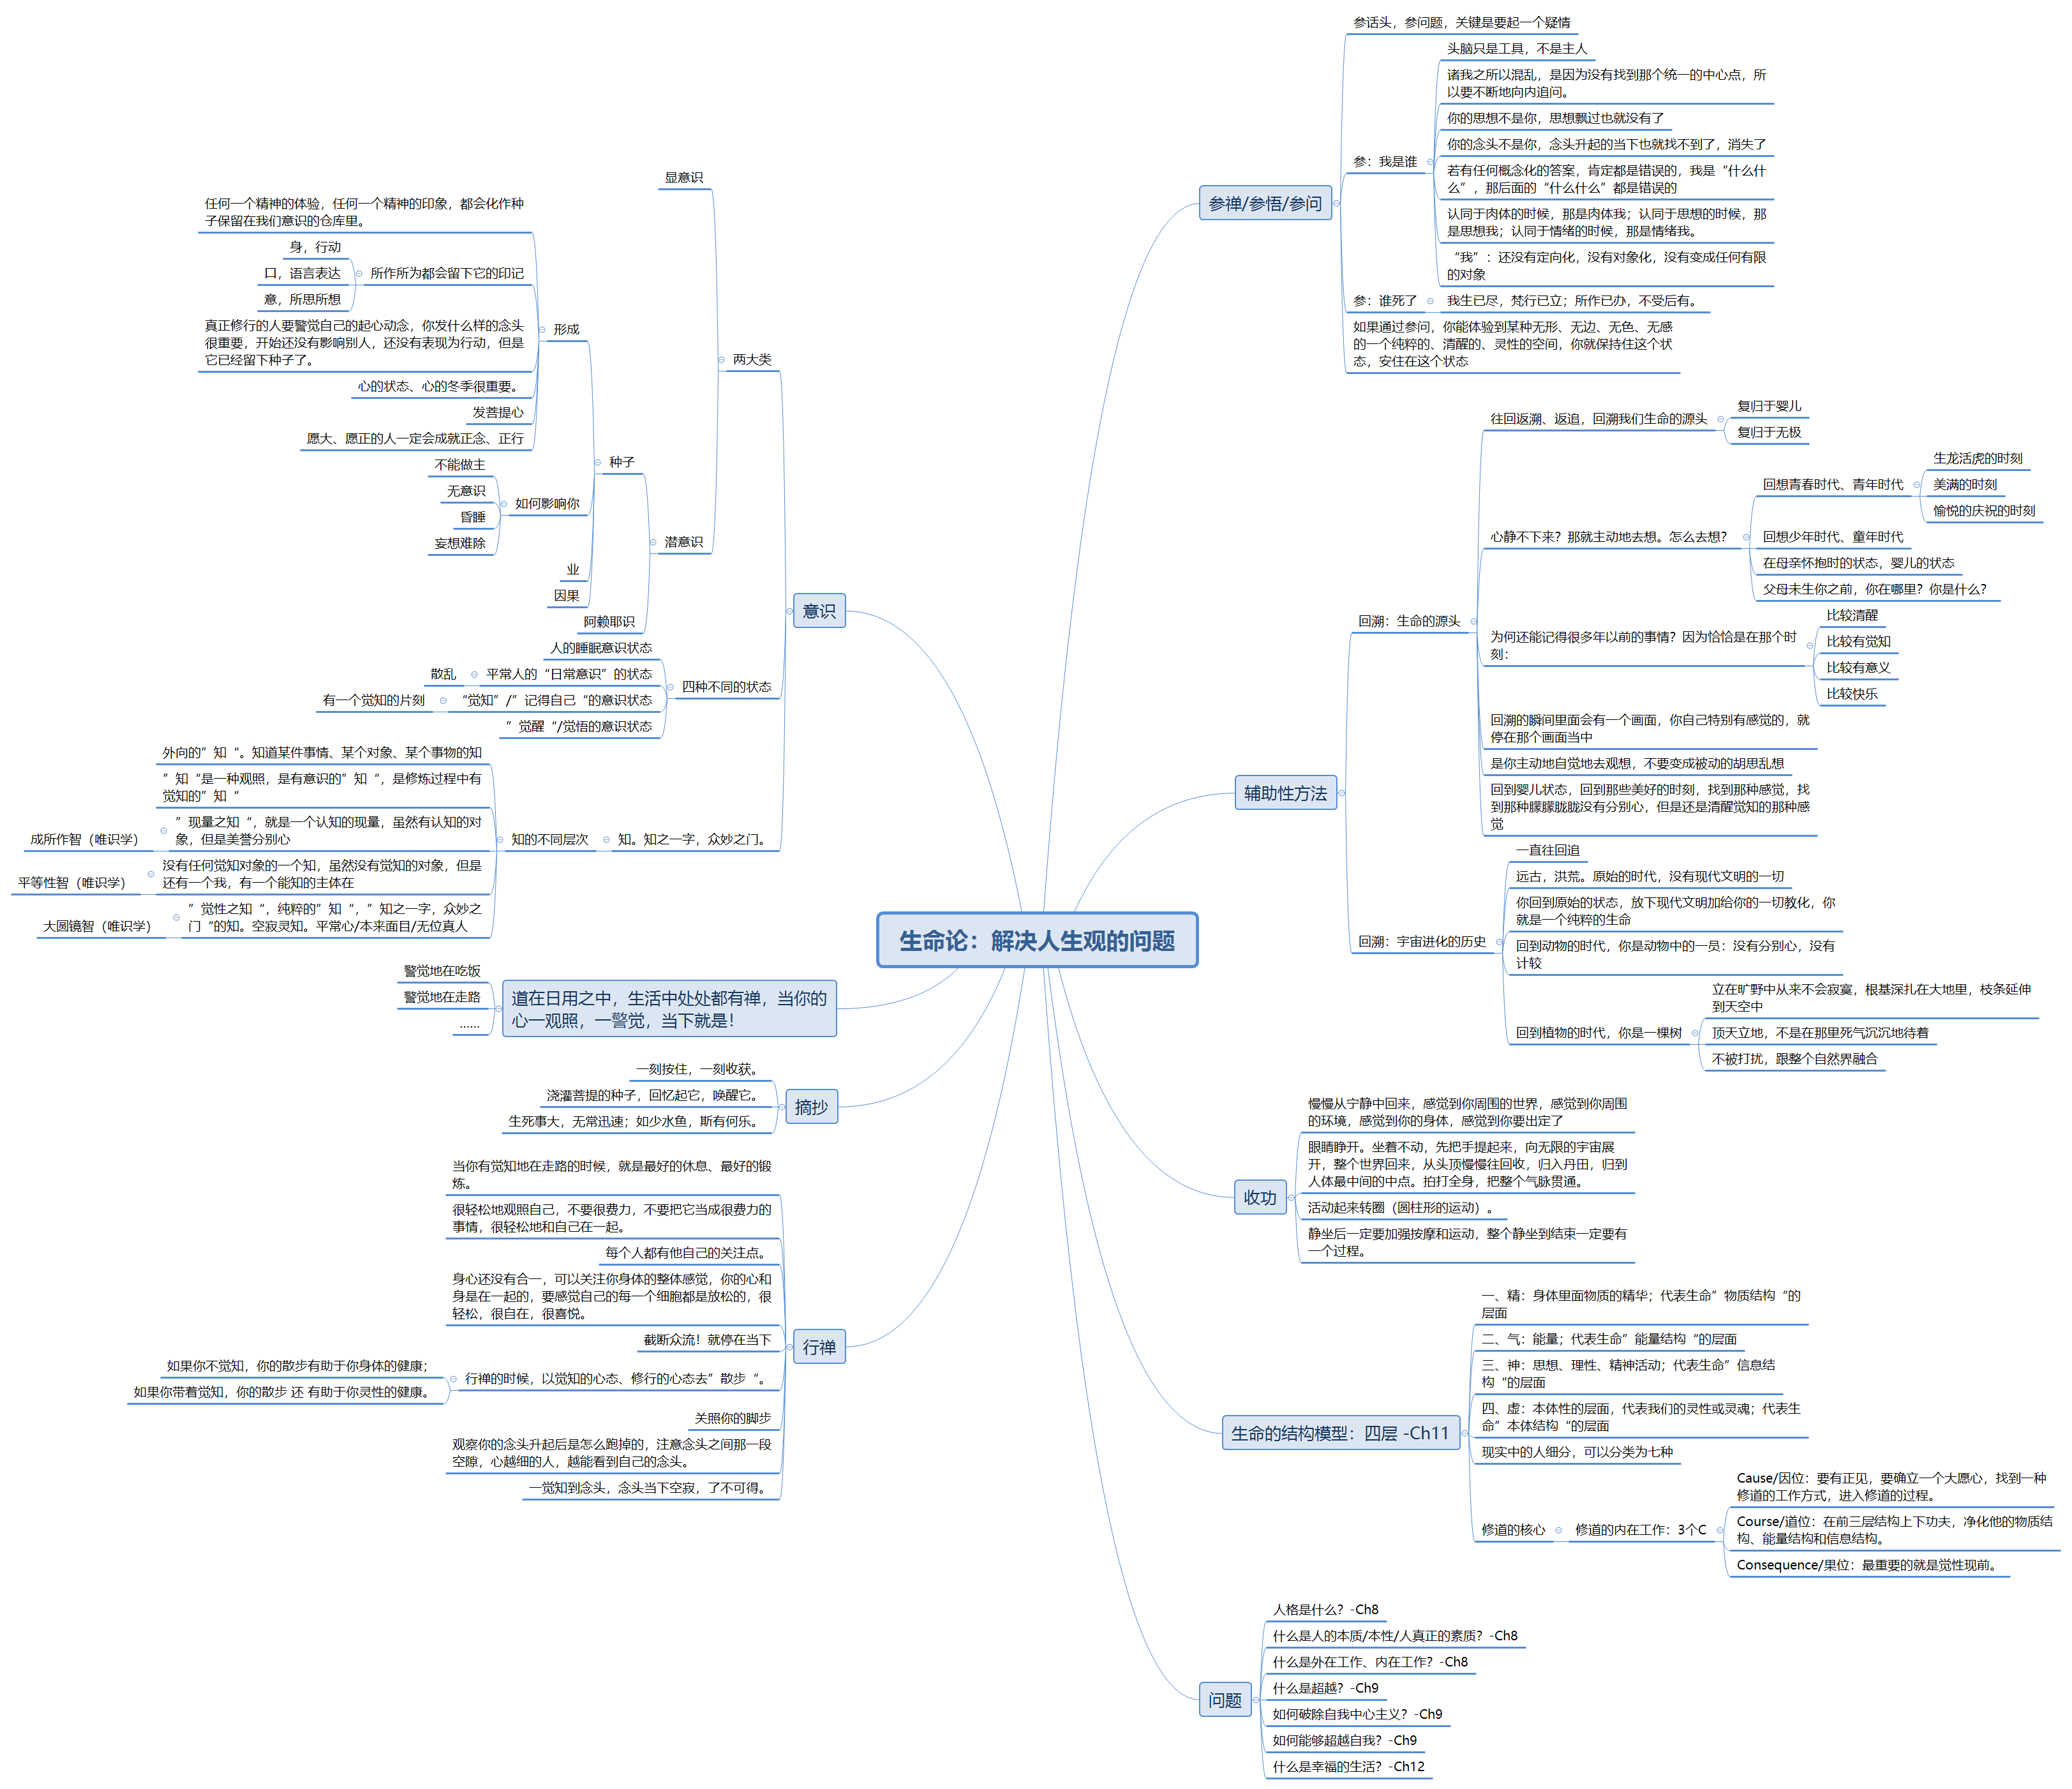 生命论：解决人生观的问题
参禅/参悟/参问
参话头，参问题，关键是要起一个疑情
参：我是谁
头脑只是工具，不是主人
诸我之所以混乱，是因为没有找到那个统一的中心点，所
以要不断地向内追问。
你的思想不是你，思想飘过也就没有了
你的念头不是你，念头升起的当下也就找不到了，消失了
若有任何概念化的答案，肯定都是错误的，我是“什么什
么”，那后面的“什么什么”都是错误的
认同于肉体的时候，那是肉体我；认同于思想的时候，那
是思想我；认同于情绪的时候，那是情绪我。
“我”：还没有定向化，没有对象化，没有变成任何有限
的对象
参：谁死了
我生已尽，梵行已立；所作已办，不受后有。
如果通过参问，你能体验到某种无形、无边、无色、无感
的一个纯粹的、清醒的、灵性的空间，你就保持住这个状
态，安住在这个状态
辅助性方法
回溯：生命的源头
往回返溯、返追，回溯我们生命的源头
复归于婴儿
复归于无极
心静不下来？那就主动地去想。怎么去想？
回想青春时代、青年时代
生龙活虎的时刻
美满的时刻
愉悦的庆祝的时刻
回想少年时代、童年时代
在母亲怀抱时的状态，婴儿的状态
父母未生你之前，你在哪里？你是什么？
为何还能记得很多年以前的事情？因为恰恰是在那个时
刻：
比较清醒
比较有觉知
比较有意义
比较快乐
回溯的瞬间里面会有一个画面，你自己特别有感觉的，就
停在那个画面当中
是你主动地自觉地去观想，不要变成被动的胡思乱想
回到婴儿状态，回到那些美好的时刻，找到那种感觉，找
到那种朦朦胧胧没有分别心，但是还是清醒觉知的那种感
觉
回溯：宇宙进化的历史
一直往回追
远古，洪荒。原始的时代，没有现代文明的一切
你回到原始的状态，放下现代文明加给你的一切教化，你
就是一个纯粹的生命
回到动物的时代，你是动物中的一员：没有分别心，没有
计较
回到植物的时代，你是一棵树
立在旷野中从来不会寂寞，根基深扎在大地里，枝条延伸
到天空中
顶天立地，不是在那里死气沉沉地待着
不被打扰，跟整个自然界融合
收功
慢慢从宁静中回来，感觉到你周围的世界，感觉到你周围
的环境，感觉到你的身体，感觉到你要出定了
眼睛睁开。坐着不动，先把手提起来，向无限的宇宙展
开，整个世界回来，从头顶慢慢往回收，归入丹田，归到
人体最中间的中点。拍打全身，把整个气脉贯通。
活动起来转圈（圆柱形的运动）。
静坐后一定要加强按摩和运动，整个静坐到结束一定要有
一个过程。
生命的结构模型：四层 -Ch11
一、精：身体里面物质的精华；代表生命”物质结构“的
层面
二、气：能量；代表生命”能量结构“的层面
三、神：思想、理性、精神活动；代表生命”信息结
构“的层面
四、虚：本体性的层面，代表我们的灵性或灵魂；代表生
命”本体结构“的层面
现实中的人细分，可以分类为七种
修道的核心
修道的内在工作：3个C
Cause/因位：要有正见，要确立一个大愿心，找到一种
修道的工作方式，进入修道的过程。
Course/道位：在前三层结构上下功夫，净化他的物质结
构、能量结构和信息结构。
Consequence/果位：最重要的就是觉性现前。
问题
人格是什么？-Ch8
什么是人的本质/本性/人真正的素质？-Ch8
什么是外在工作、内在工作？-Ch8
什么是超越？-Ch9
如何破除自我中心主义？-Ch9
如何能够超越自我？-Ch9
什么是幸福的生活？-Ch12
意识
两大类
显意识
潜意识
种子
形成
任何一个精神的体验，任何一个精神的印象，都会化作种
子保留在我们意识的仓库里。
所作所为都会留下它的印记
身，行动
口，语言表达
意，所思所想
真正修行的人要警觉自己的起心动念，你发什么样的念头
很重要，开始还没有影响别人，还没有表现为行动，但是
它已经留下种子了。
心的状态、心的冬季很重要。
发菩提心
愿大、愿正的人一定会成就正念、正行
如何影响你
不能做主
无意识
昏睡
妄想难除
业
因果
阿赖耶识
四种不同的状态
人的睡眠意识状态
平常人的“日常意识”的状态
散乱
“觉知”/”记得自己“的意识状态
有一个觉知的片刻
”觉醒“/觉悟的意识状态
知。知之一字，众妙之门。
知的不同层次
外向的”知“。知道某件事情、某个对象、某个事物的知
”知“是一种观照，是有意识的”知“，是修炼过程中有
觉知的”知“
”现量之知“，就是一个认知的现量，虽然有认知的对
象，但是美誉分别心
成所作智（唯识学）
没有任何觉知对象的一个知，虽然没有觉知的对象，但是
还有一个我，有一个能知的主体在
平等性智（唯识学）
”觉性之知“，纯粹的”知“，”知之一字，众妙之
门“的知。空寂灵知。平常心/本来面目/无位真人
大圆镜智（唯识学）
道在日用之中，生活中处处都有禅，当你的
心一观照，一警觉，当下就是！
警觉地在吃饭
警觉地在走路
……
摘抄
一刻按住，一刻收获。
浇灌菩提的种子，回忆起它，唤醒它。
生死事大，无常迅速；如少水鱼，斯有何乐。
行禅
当你有觉知地在走路的时候，就是最好的休息、最好的锻
炼。
很轻松地观照自己，不要很费力，不要把它当成很费力的
事情，很轻松地和自己在一起。
每个人都有他自己的关注点。
身心还没有合一，可以关注你身体的整体感觉，你的心和
身是在一起的，要感觉自己的每一个细胞都是放松的，很
轻松，很自在，很喜悦。
截断众流！就停在当下
行禅的时候，以觉知的心态、修行的心态去”散步“。
如果你不觉知，你的散步有助于你身体的健康；
如果你带着觉知，你的散步 还 有助于你灵性的健康。
关照你的脚步
观察你的念头升起后是怎么跑掉的，注意念头之间那一段
空隙，心越细的人，越能看到自己的念头。
一觉知到念头，念头当下空寂，了不可得。